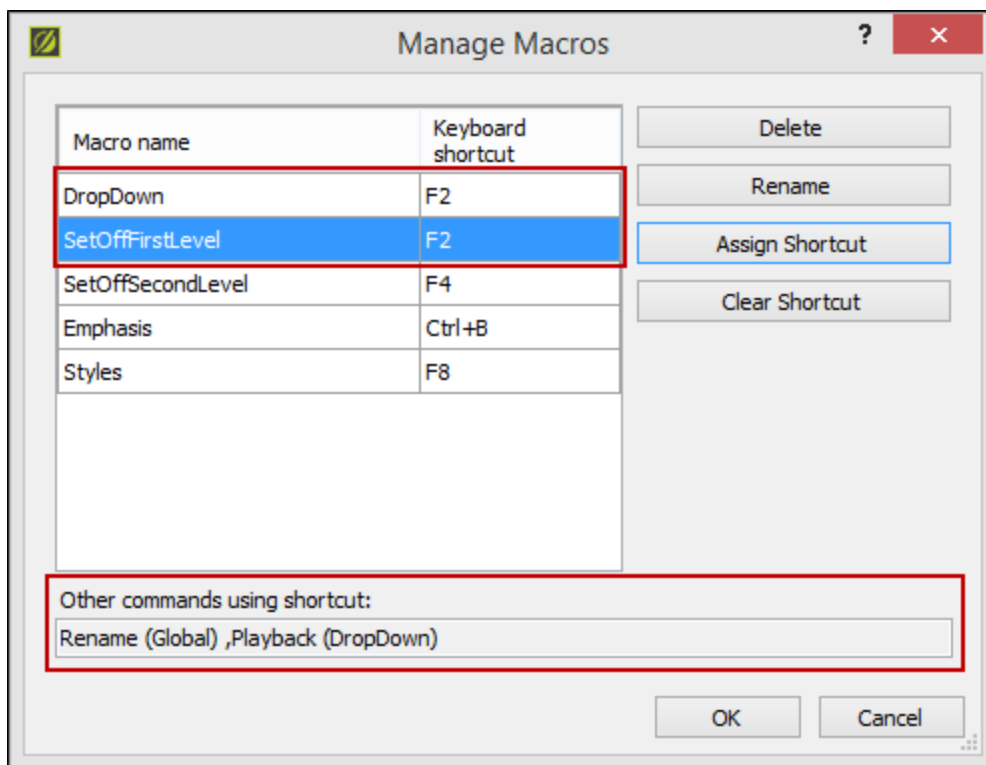 Manage Macros
?
Macro name
Keyboard
shortcut
DropDown F2
SetOffFirstLevel F2
SetOffSecondLevel F4
Emphasis Ctrl+B
Styles F8
Delete
Rename
Assign Shortcut
Clear Shortcut
Other commands using shortcut:
Rename (Global) ,Playback (DropDown)
OK Cancel